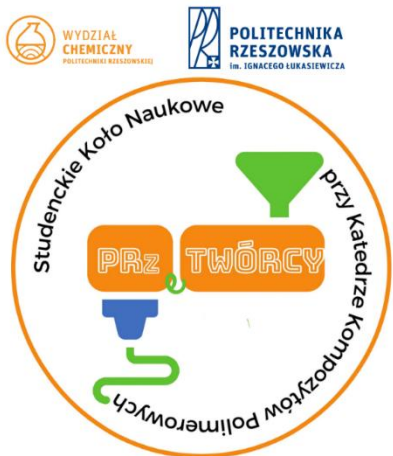 WYDZIAŁ
CHEMICZNY
POLITECHNIKI RZESZOWSKIEJ
POLITECHNIKA
RZESZOWSKA
im. IGNACEGO ŁUKASIEWICZA
Studenckie Koło Naukowe
przy Katedrze Kompozytów Polimerowych
PRz e TWÓRCY